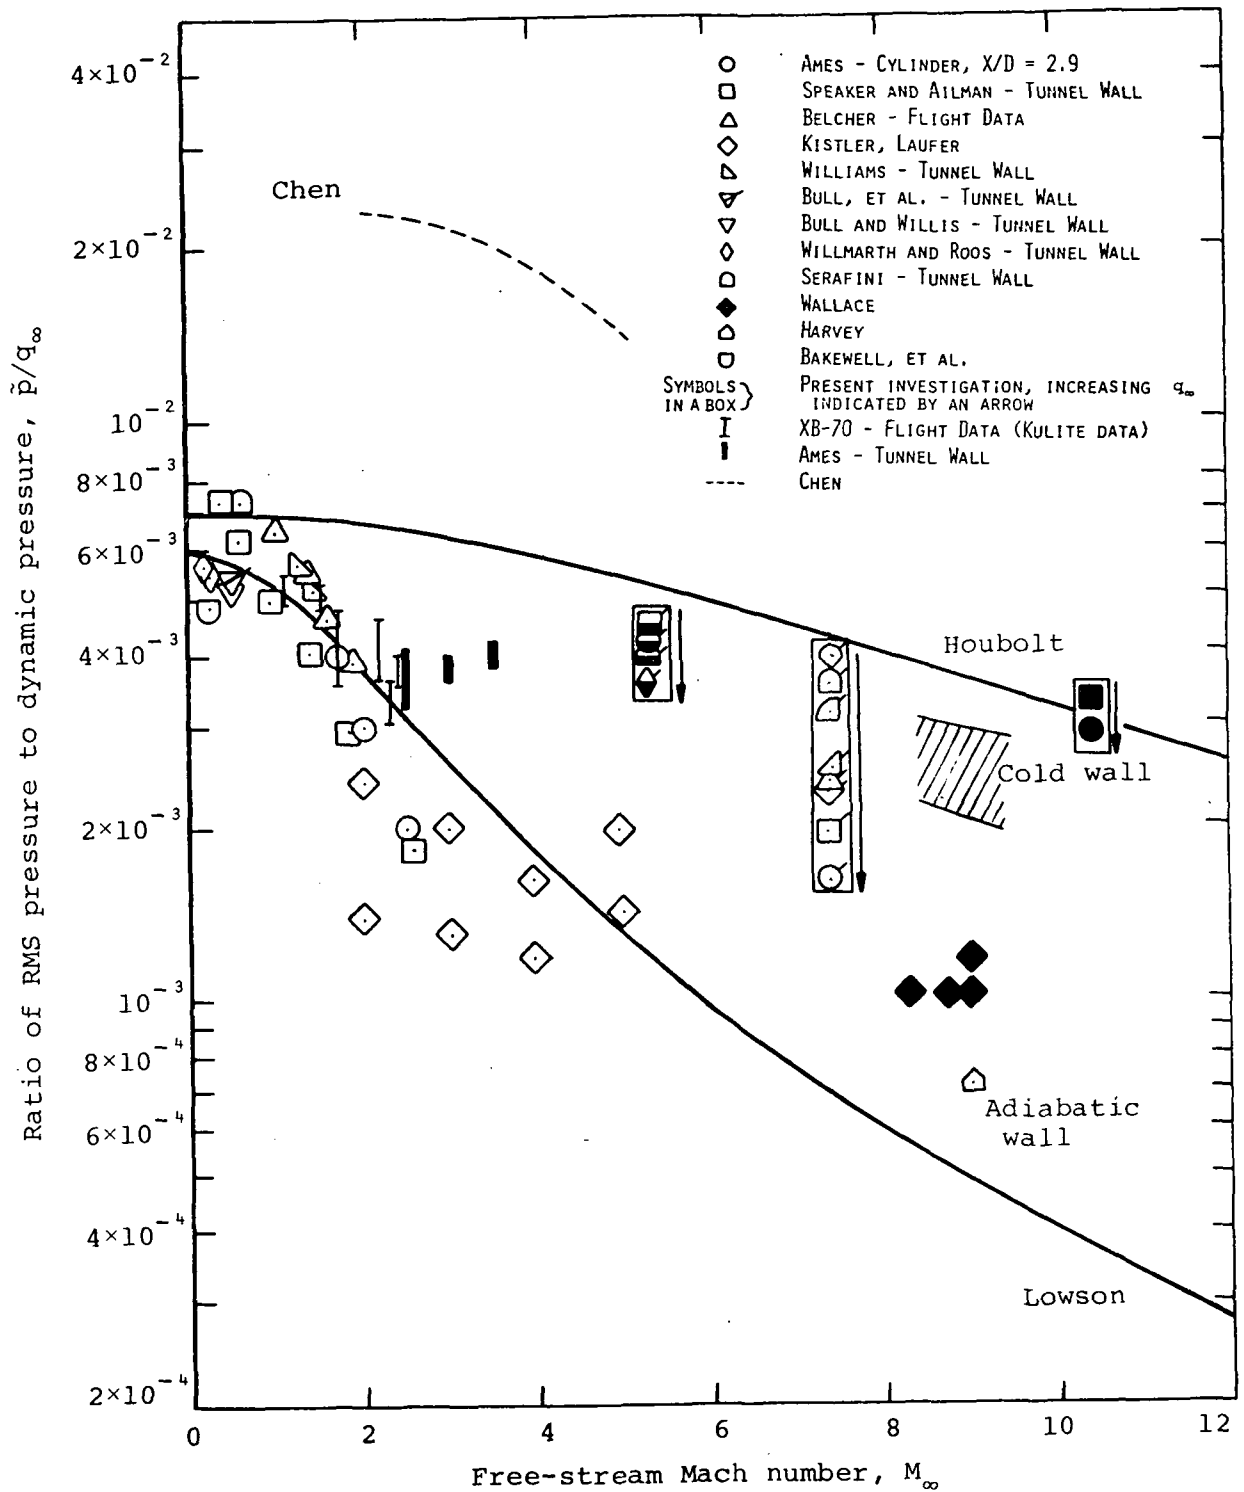 4×10⁻²
2×10⁻²
10⁻²
8×10⁻³
6×10⁻³
4×10⁻³
2×10⁻³
10⁻³
8×10⁻⁴
6×10⁻⁴
4×10⁻⁴
2×10⁻⁴
Ratio of RMS pressure to dynamic pressure, p̃/q∞
AMES - CYLINDER, X/D = 2.9
SPEAKER AND AILMAN - TUNNEL WALL
BELCHER - FLIGHT DATA
KISTLER, LAUFER
WILLIAMS - TUNNEL WALL
BULL, ET AL. - TUNNEL WALL
BULL AND WILLIS - TUNNEL WALL
WILLMARTH AND ROOS - TUNNEL WALL
SERAFINI - TUNNEL WALL
WALLACE
HARVEY
BAKEWELL, ET AL.
SYMBOLS IN A BOX} PRESENT INVESTIGATION, INCREASING q∞
INDICATED BY AN ARROW
XB-70 - FLIGHT DATA (KULITE DATA)
AMES - TUNNEL WALL
CHEN
Chen
Houbolt
Cold wall
Adiabatic
wall
Lowson
0 2 4 6 8 10 12
Free-stream Mach number, M∞